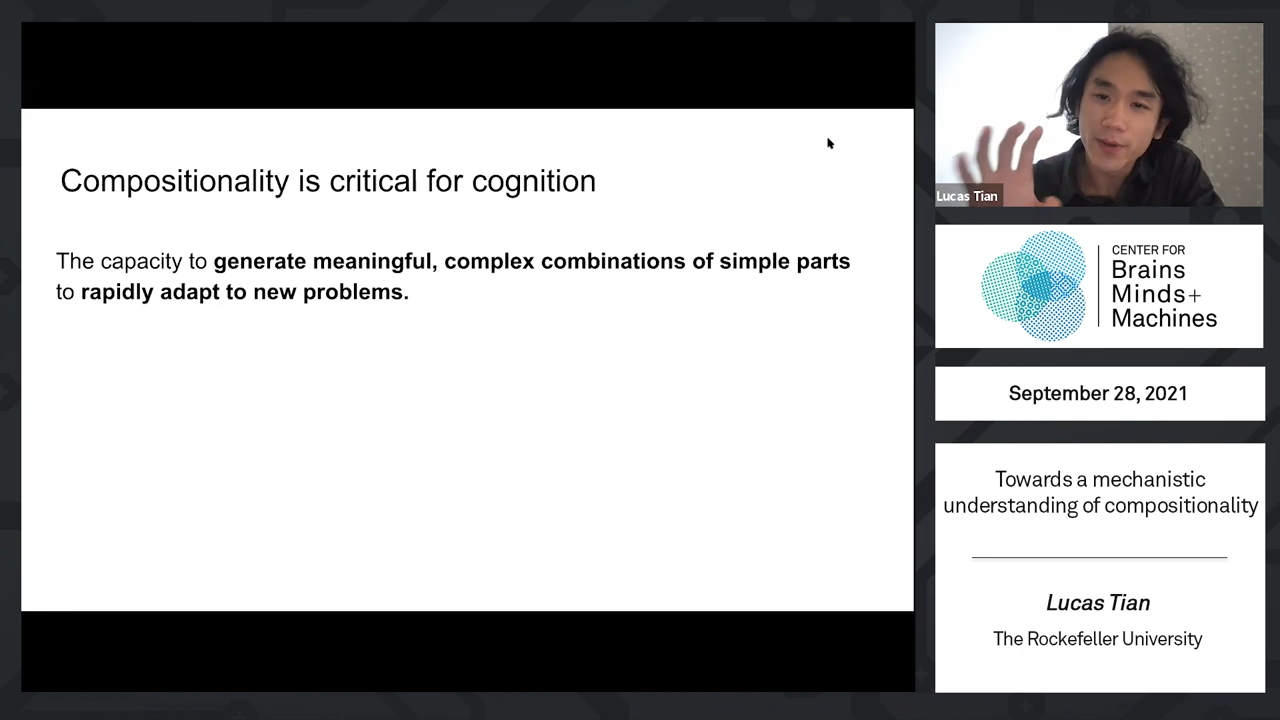 Compositionality is critical for cognition
The capacity to generate meaningful, complex combinations of simple parts
to rapidly adapt to new problems.
Lucas Tian
CENTER FOR
Brains
Minds+
Machines
September 28, 2021
Towards a mechanistic
understanding of compositionality
Lucas Tian
The Rockefeller University